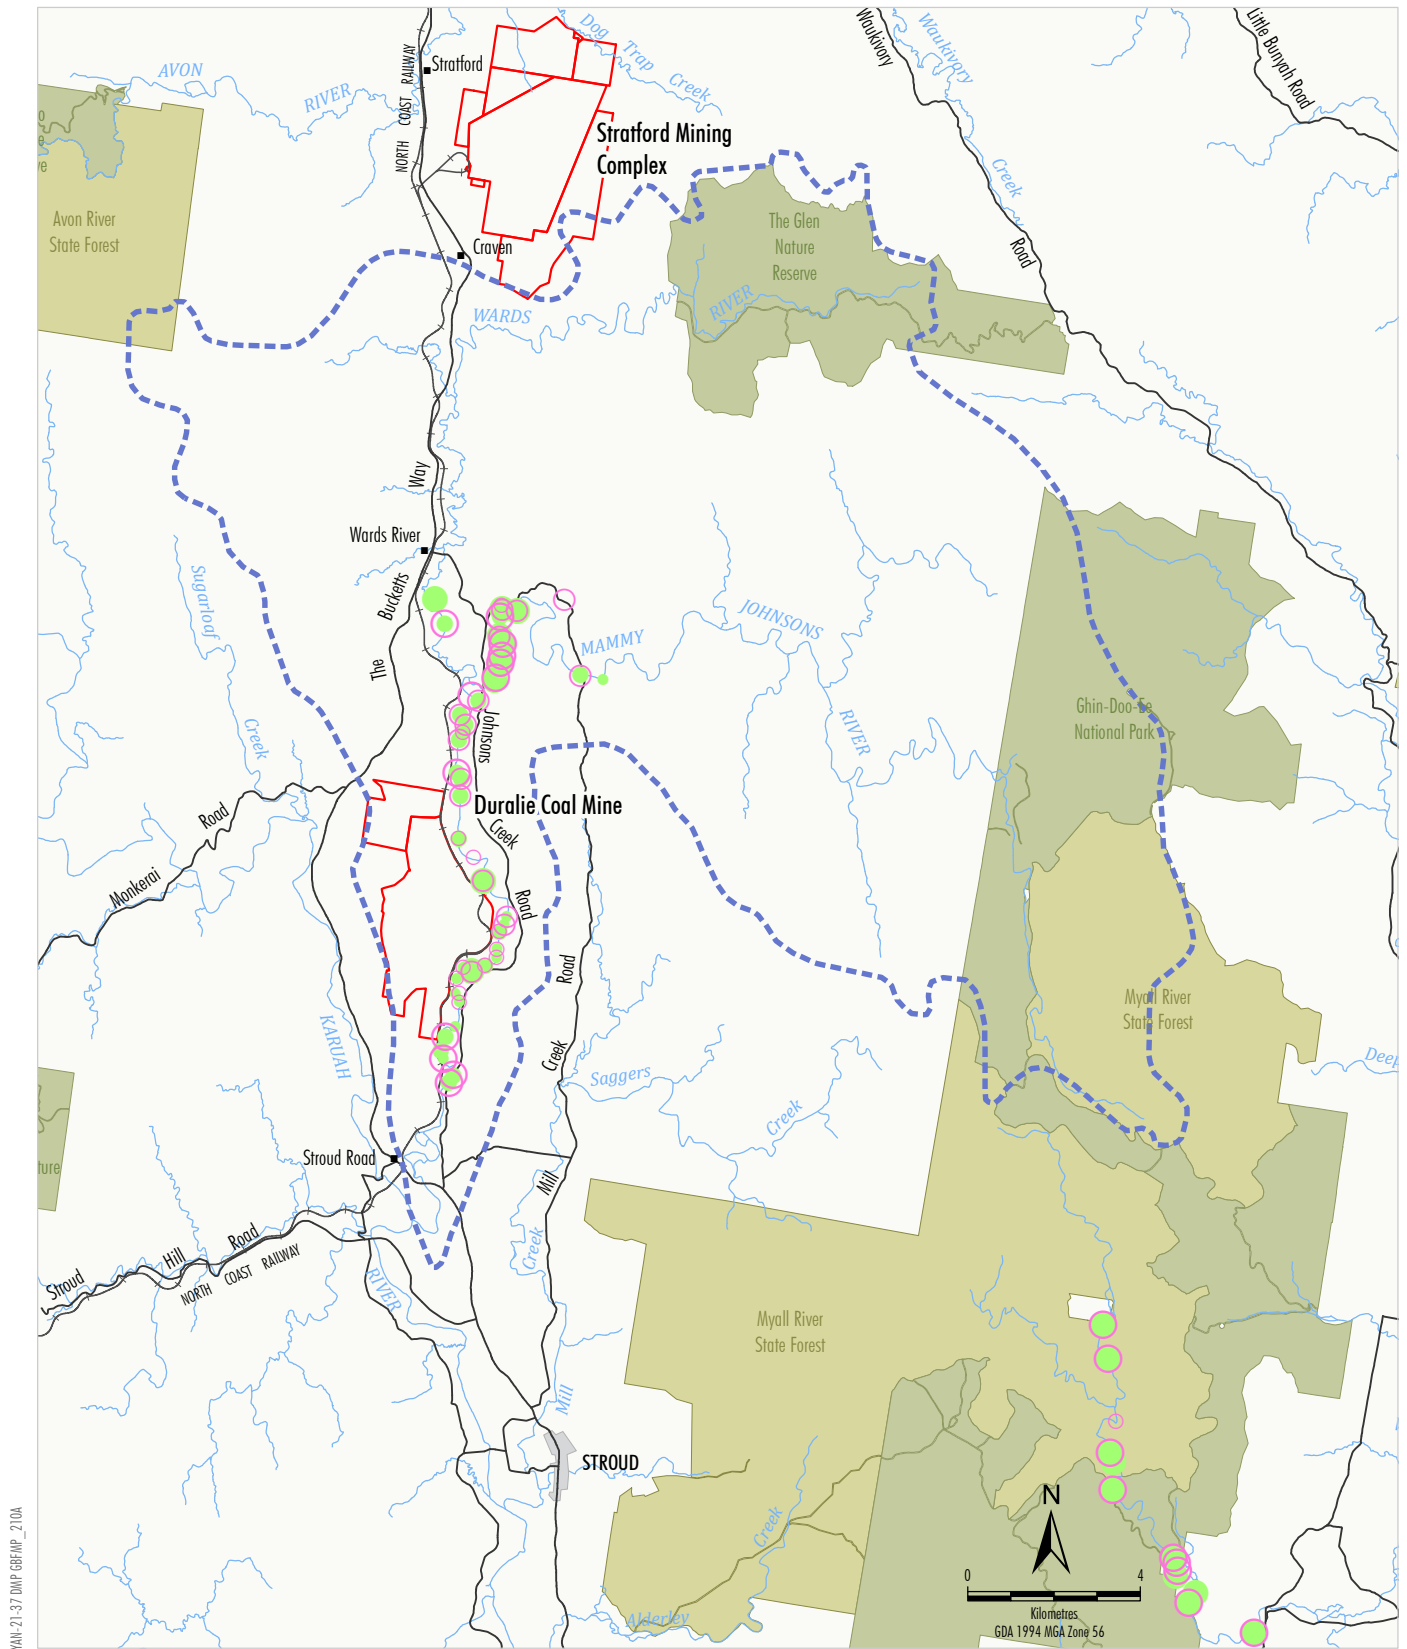 Dog Trap Creek
Waukivory
Waukivory
Creek
Road
Little Bunyah Road
AVON
RIVER
NORTH COAST RAILWAY
Stratford
Stratford Mining
Complex
Avon River
State Forest
The Glen
Nature
Reserve
Craven
WARDS
RIVER
Way
Wards River
Bucketts
The
Sugarloaf
Creek
MAMMY
JOHNSONS
RIVER
Johnsons
Creek
Road
Ghin-Doo-Ee
National Park
Duralie Coal Mine
Road
Monkerai
KARUAH
Road
Creek
Mill
Myall River
State Forest
Deep
Saggers
Creek
ture
Stroud Road
Stroud Hill Road
NORTH COAST RAILWAY
RIVER
Creek
Mill
Myall River
State Forest
STROUD
Creek
Alderley
N
0 4
Kilometres
GDA 1994 MGA Zone 56
YAN-21-37 DMP GBFMP_210A